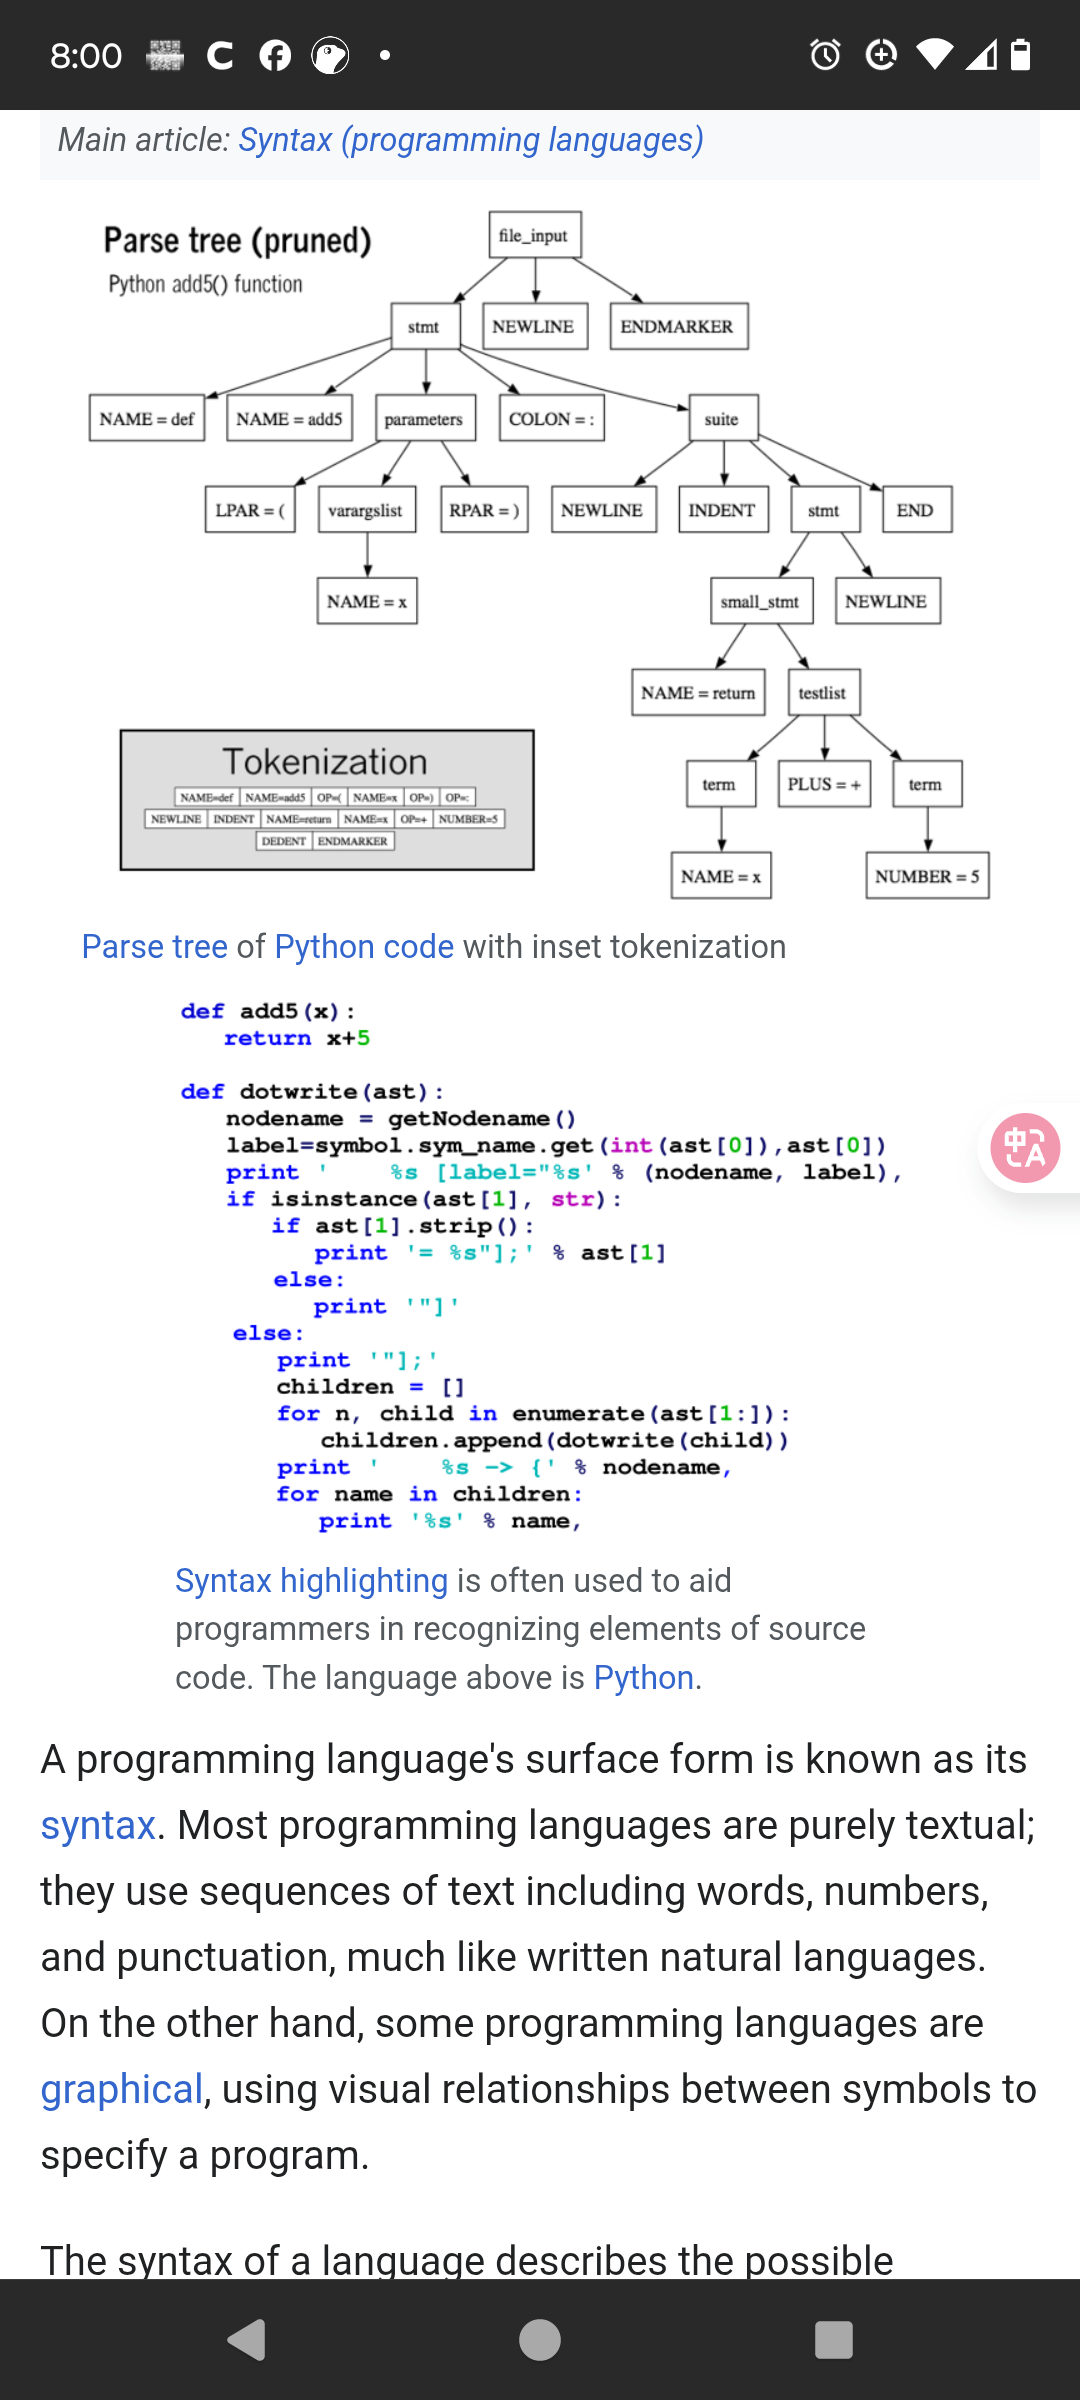 8:00
Main article: Syntax (programming languages)
Parse tree (pruned)
Python add5() function
file_input
stmt NEWLINE ENDMARKER
NAME = def NAME = add5 parameters COLON = : suite
LPAR = ( varargslist RPAR = ) NEWLINE INDENT stmt END
NAME = x small_stmt NEWLINE
NAME = return testlist
term PLUS = + term
NAME = x NUMBER = 5
Tokenization
NAME=def NAME=add5 OP=( NAME=x OP=) OP=:
NEWLINE INDENT NAME=return NAME=x OP=+ NUMBER=5
DEDENT ENDMARKER
Parse tree of Python code with inset tokenization
def add5(x):
return x+5
def dotwrite(ast):
nodename = getNodename()
label=symbol.sym_name.get(int(ast[0]),ast[0])
print '    %s [label="%s' % (nodename, label),
if isinstance(ast[1], str):
if ast[1].strip():
print '= %s"];' % ast[1]
else:
print '"]'
else:
print '"];'
children = []
for n, child in enumerate(ast[1:]):
children.append(dotwrite(child))
print '    %s -> {' % nodename,
for name in children:
print '%s' % name,
Syntax highlighting is often used to aid
programmers in recognizing elements of source
code. The language above is Python.
A programming language's surface form is known as its
syntax. Most programming languages are purely textual;
they use sequences of text including words, numbers,
and punctuation, much like written natural languages.
On the other hand, some programming languages are
graphical, using visual relationships between symbols to
specify a program.
The syntax of a language describes the possible